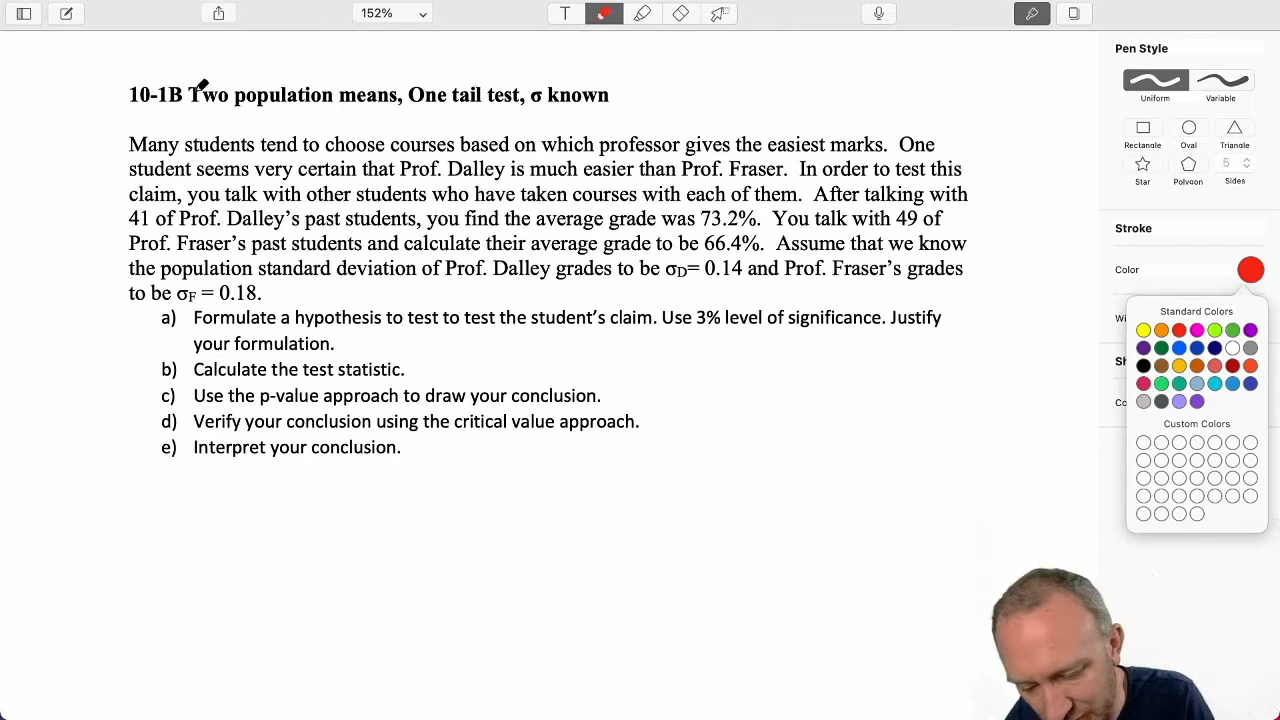 152%
T
Pen Style
Uniform
Variable
Rectangle
Oval
Triangle
Star
Polygon
5
Sides
Stroke
Color
Wi
Sh
Co
Standard Colors
Custom Colors
10-1B Two population means, One tail test, σ known
Many students tend to choose courses based on which professor gives the easiest marks. One
student seems very certain that Prof. Dalley is much easier than Prof. Fraser. In order to test this
claim, you talk with other students who have taken courses with each of them. After talking with
41 of Prof. Dalley's past students, you find the average grade was 73.2%. You talk with 49 of
Prof. Fraser's past students and calculate their average grade to be 66.4%. Assume that we know
the population standard deviation of Prof. Dalley grades to be σD= 0.14 and Prof. Fraser's grades
to be σF = 0.18.
a) Formulate a hypothesis to test to test the student's claim. Use 3% level of significance. Justify
your formulation.
b) Calculate the test statistic.
c) Use the p-value approach to draw your conclusion.
d) Verify your conclusion using the critical value approach.
e) Interpret your conclusion.